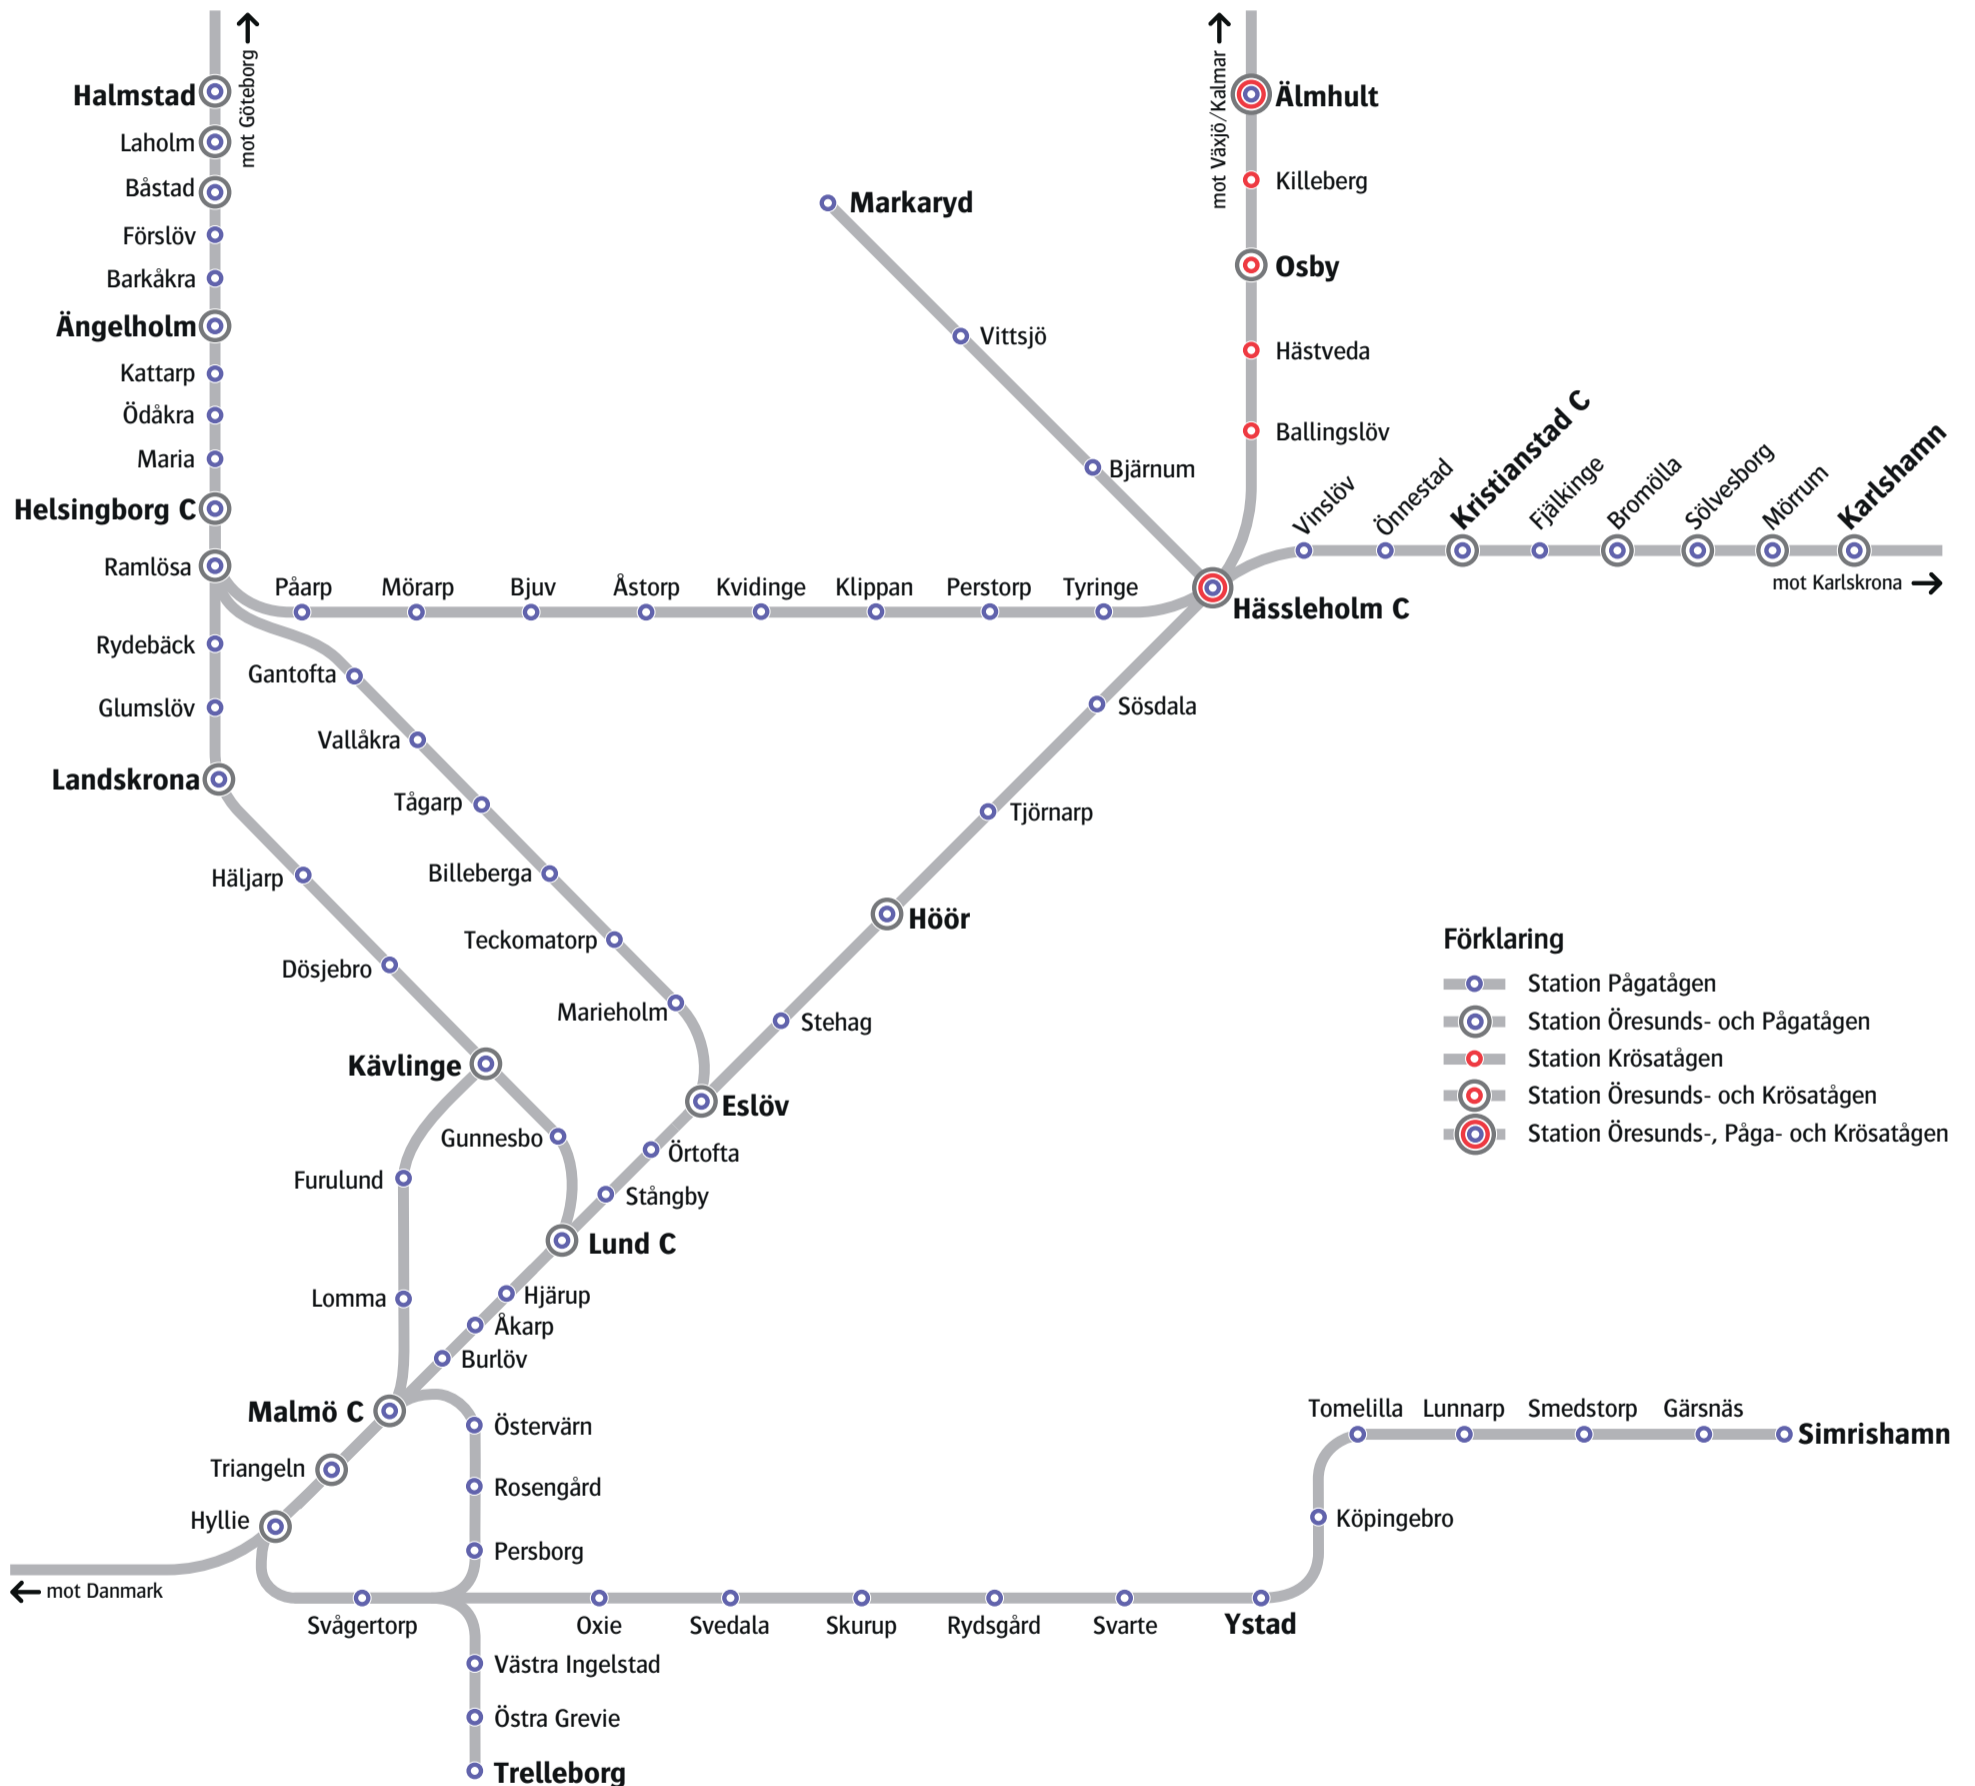 mot Göteborg
Halmstad
Laholm
Båstad
Förslöv
Barkåkra
Ängelholm
Kattarp
Ödåkra
Maria
Helsingborg C
Ramlösa
Rydebäck
Glumslöv
Landskrona
Häljarp
Dösjebro
Kävlinge
Furulund
Lomma
Gunnesbo
Påarp
Mörarp
Bjuv
Åstorp
Kvidinge
Klippan
Perstorp
Tyringe
Gantofta
Vallåkra
Tågarp
Billeberga
Teckomatorp
Marieholm
Markaryd
Vittsjö
Bjärnum
mot Växjö/Kalmar
Älmhult
Killeberg
Osby
Hästveda
Ballingslöv
Hässleholm C
Vinslöv
Önnestad
Kristianstad C
Fjälkinge
Bromölla
Sölvesborg
Mörrum
Karlshamn
mot Karlskrona
Sösdala
Tjörnarp
Höör
Stehag
Eslöv
Örtofta
Stångby
Lund C
Hjärup
Åkarp
Burlöv
Malmö C
Triangeln
Hyllie
mot Danmark
Östervärn
Rosengård
Persborg
Svågertorp
Oxie
Svedala
Skurup
Rydsgård
Svarte
Ystad
Köpingebro
Tomelilla
Lunnarp
Smedstorp
Gärsnäs
Simrishamn
Västra Ingelstad
Östra Grevie
Trelleborg
Förklaring
Station Pågatågen
Station Öresunds- och Pågatågen
Station Krösatågen
Station Öresunds- och Krösatågen
Station Öresunds-, Påga- och Krösatågen